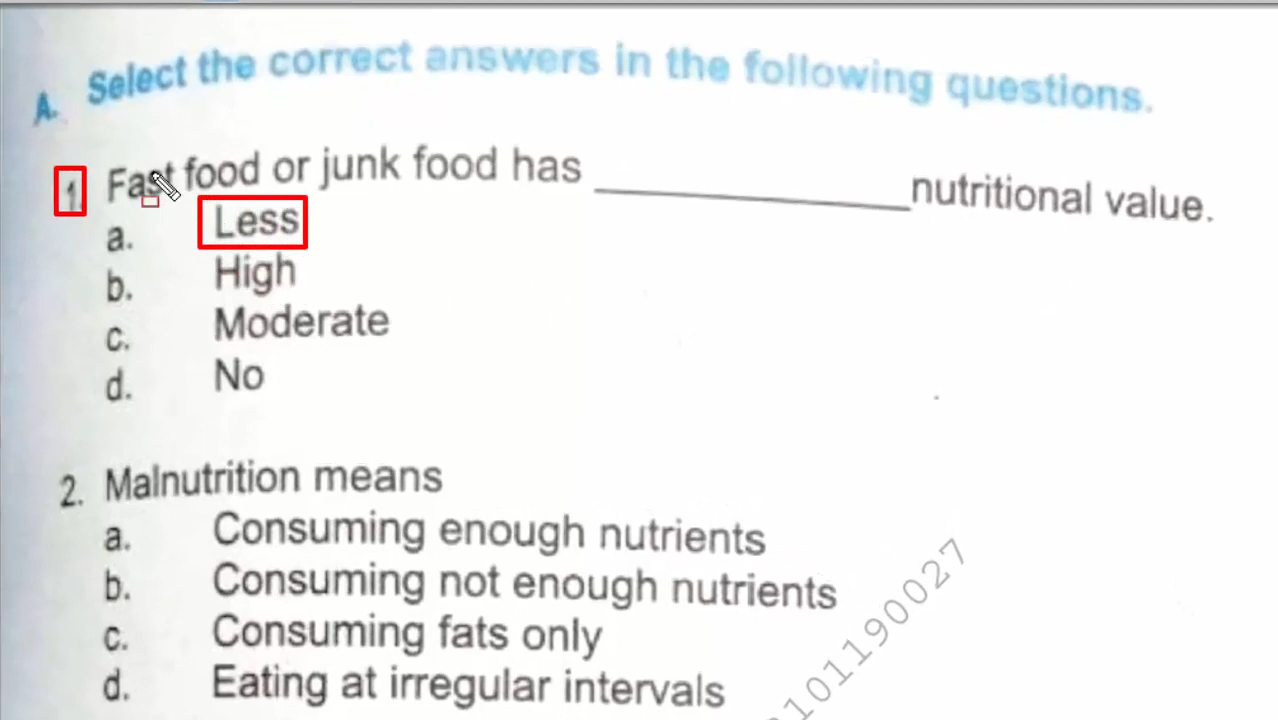 A. Select the correct answers in the following questions.
1. Fast food or junk food has ____________ nutritional value.
a. Less
b. High
c. Moderate
d. No
2. Malnutrition means
a. Consuming enough nutrients
b. Consuming not enough nutrients
c. Consuming fats only
d. Eating at irregular intervals